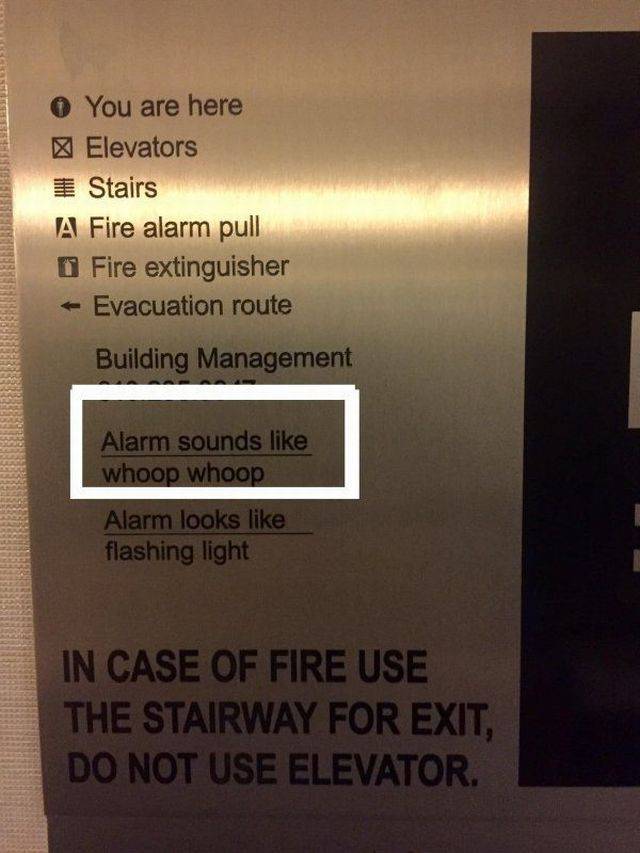 You are here
Elevators
Stairs
A Fire alarm pull
Fire extinguisher
Evacuation route
Building Management
Alarm sounds like
whoop whoop
Alarm looks like
flashing light
IN CASE OF FIRE USE
THE STAIRWAY FOR EXIT,
DO NOT USE ELEVATOR.